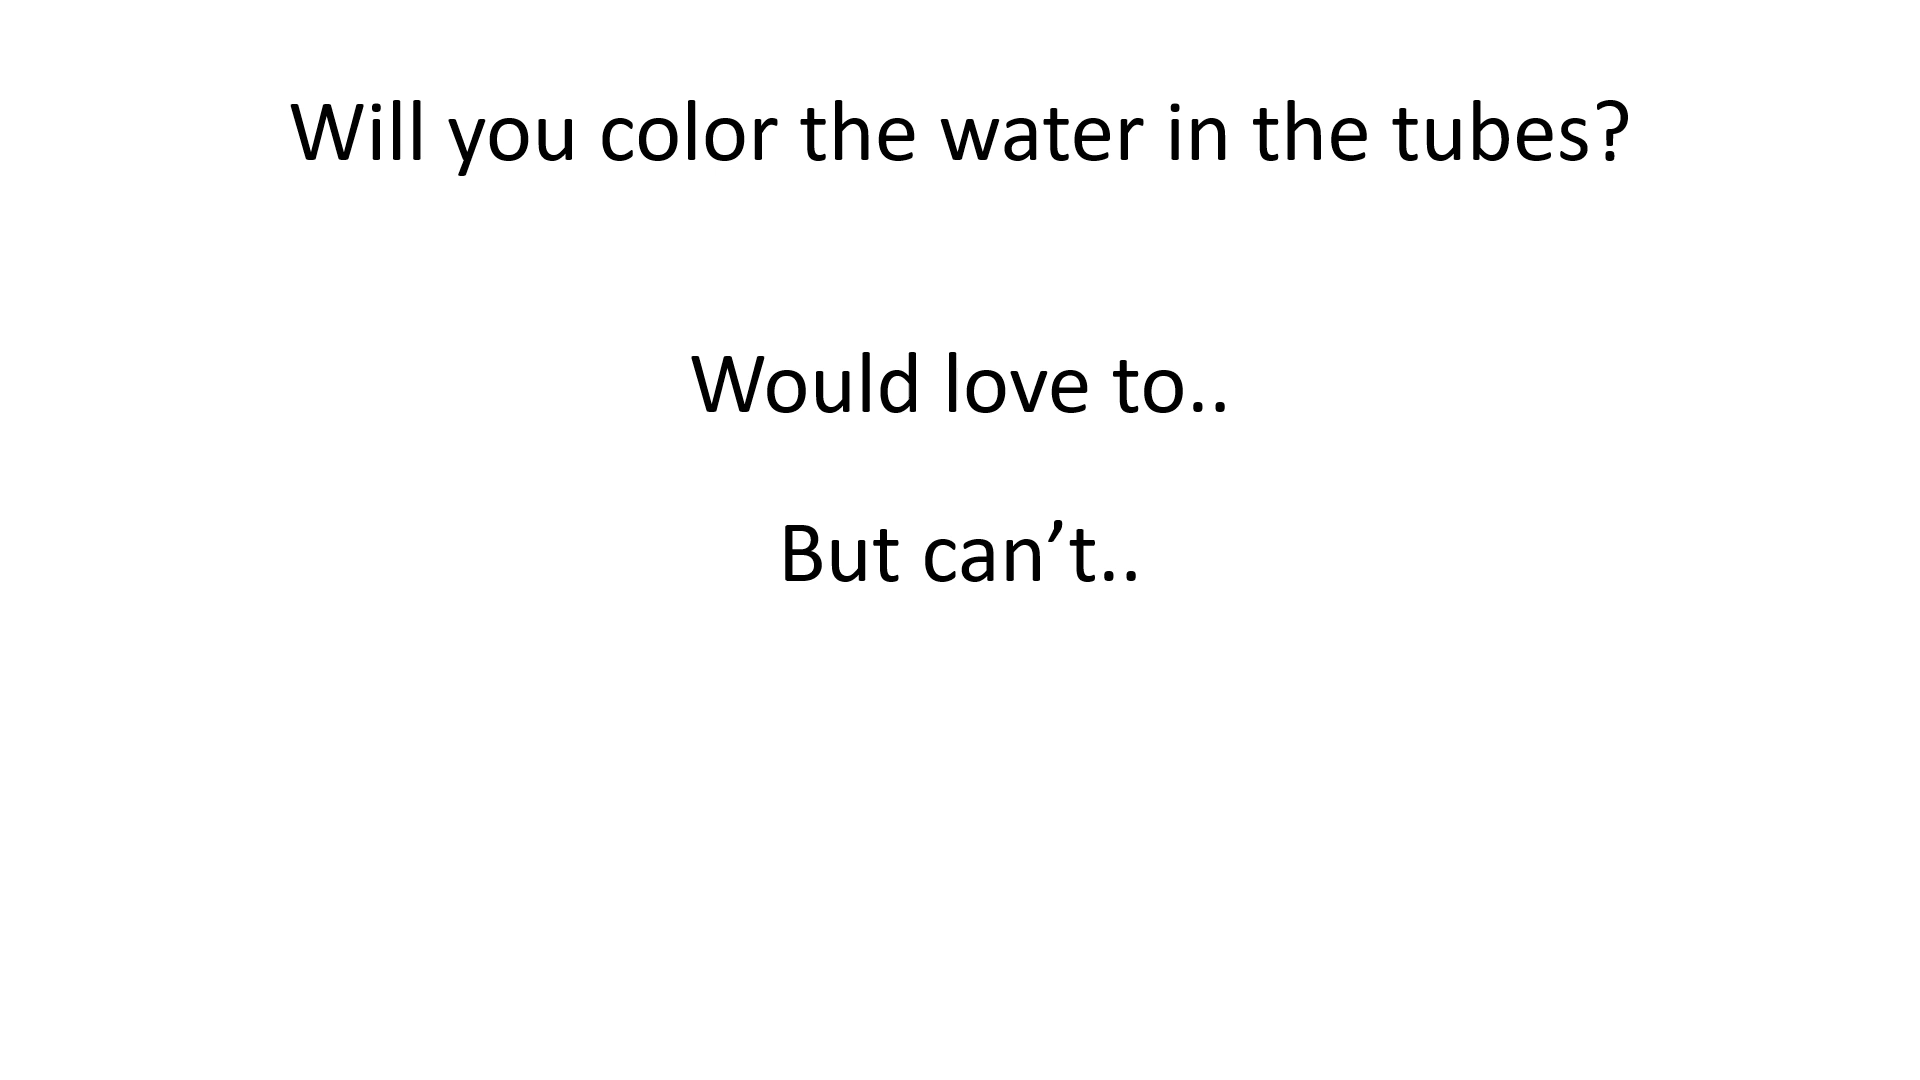 Will you color the water in the tubes?
Would love to..
But can’t..